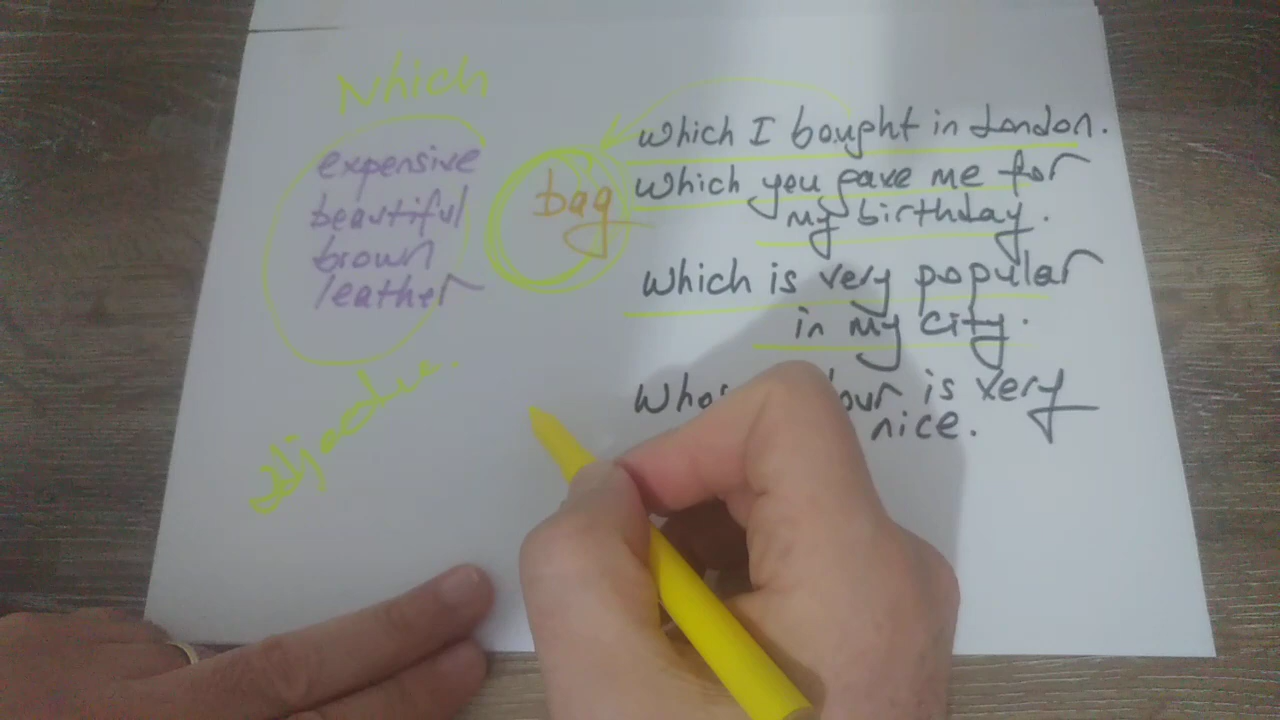 Which
expensive
beautiful
brown
leather
bag
which I bought in London.
which you gave me for
my birthday.
which is very popular
in my city.
is very
nice.